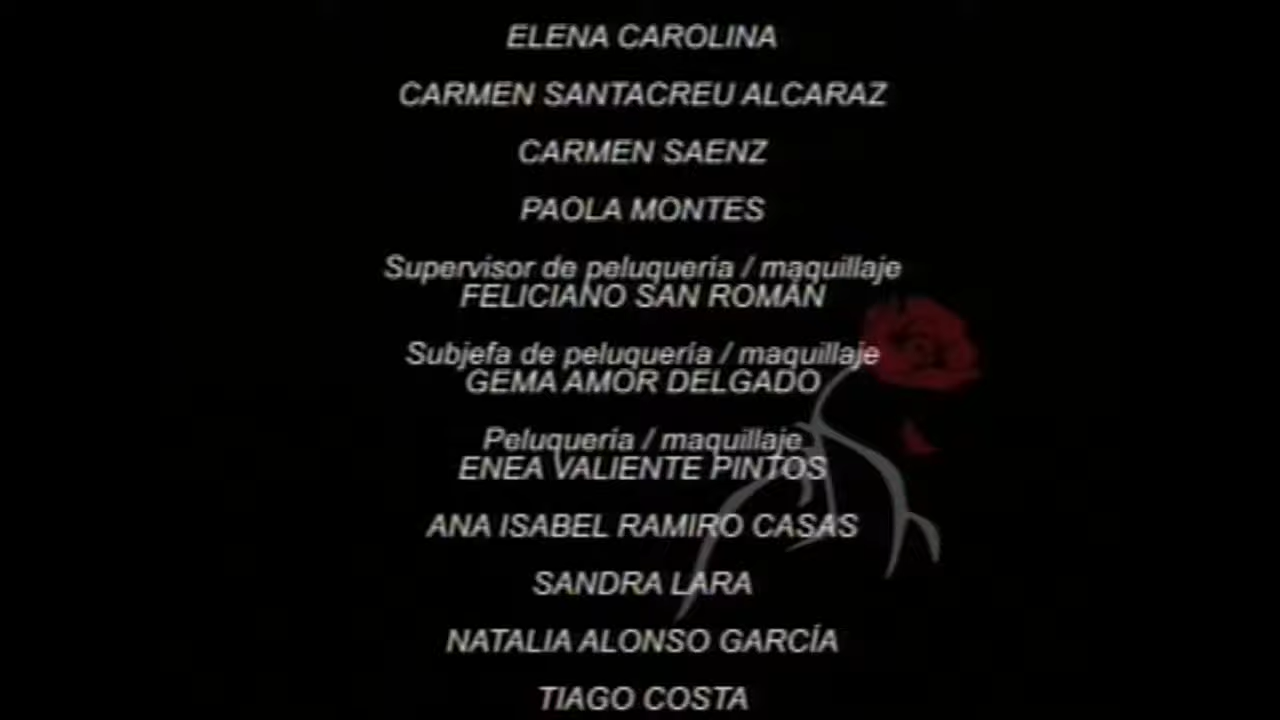 ELENA CAROLINA
CARMEN SANTACREU ALCARAZ
CARMEN SAENZ
PAOLA MONTES
Supervisor de peluquería / maquillaje
FELICIANO SAN ROMÁN
Subjefa de peluquería / maquillaje
GEMA AMOR DELGADO
Peluquería / maquillaje
ENEA VALIENTE PINTOS
ANA ISABEL RAMIRO CASAS
SANDRA LARA
NATALIA ALONSO GARCÍA
TIAGO COSTA